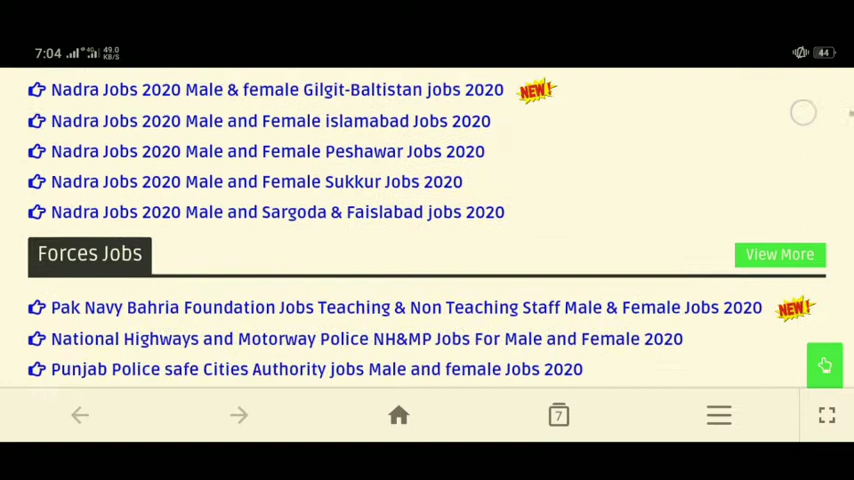 7:04 4G 49.0 KB/S 44
Nadra Jobs 2020 Male & female Gilgit-Baltistan jobs 2020 NEW!
Nadra Jobs 2020 Male and Female islamabad Jobs 2020
Nadra Jobs 2020 Male and Female Peshawar Jobs 2020
Nadra Jobs 2020 Male and Female Sukkur Jobs 2020
Nadra Jobs 2020 Male and Sargoda & Faislabad jobs 2020
Forces Jobs View More
Pak Navy Bahria Foundation Jobs Teaching & Non Teaching Staff Male & Female Jobs 2020 NEW!
National Highways and Motorway Police NH&MP Jobs For Male and Female 2020
Punjab Police safe Cities Authority jobs Male and female Jobs 2020
7